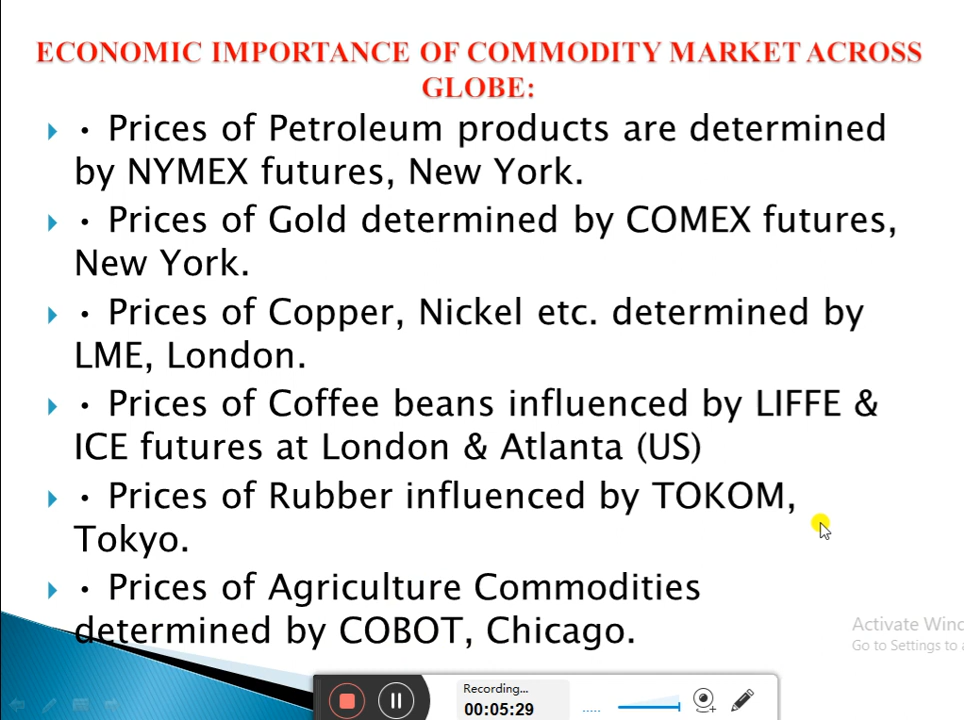 ECONOMIC IMPORTANCE OF COMMODITY MARKET ACROSS
GLOBE:
• Prices of Petroleum products are determined
by NYMEX futures, New York.
• Prices of Gold determined by COMEX futures,
New York.
• Prices of Copper, Nickel etc. determined by
LME, London.
• Prices of Coffee beans influenced by LIFFE &
ICE futures at London & Atlanta (US)
• Prices of Rubber influenced by TOKOM,
Tokyo.
• Prices of Agriculture Commodities
determined by COBOT, Chicago.
Activate Winc
Go to Settings to a
Recording...
00:05:29